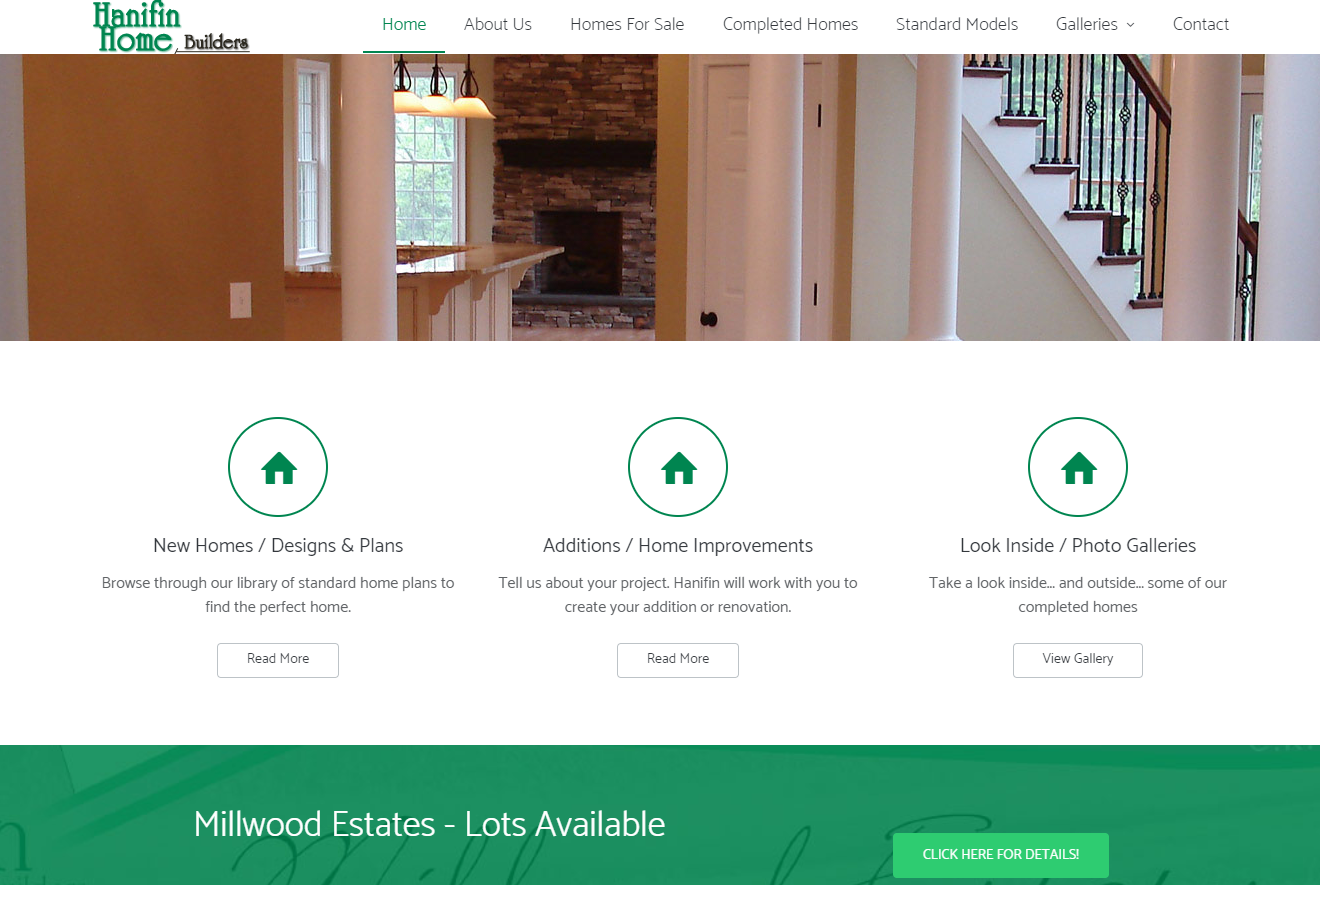 Hanifin
Home Builders
Home About Us Homes For Sale Completed Homes Standard Models Galleries Contact
New Homes / Designs & Plans
Browse through our library of standard home plans to
find the perfect home.
Read More
Additions / Home Improvements
Tell us about your project. Hanifin will work with you to
create your addition or renovation.
Read More
Look Inside / Photo Galleries
Take a look inside... and outside... some of our
completed homes
View Gallery
Millwood Estates - Lots Available
CLICK HERE FOR DETAILS!